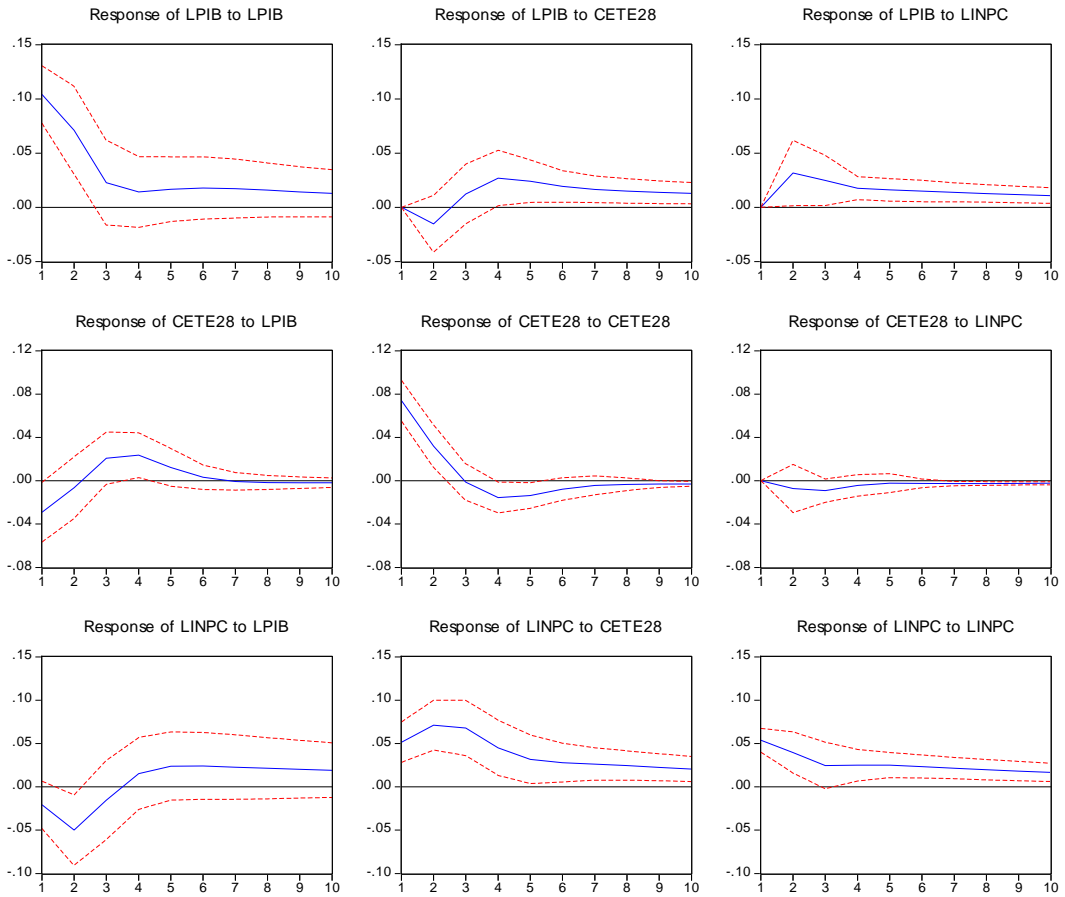 Response of LPIB to LPIB
.15
.10
.05
.00
-.05
1 2 3 4 5 6 7 8 9 10
Response of LPIB to CETE28
.15
.10
.05
.00
-.05
1 2 3 4 5 6 7 8 9 10
Response of LPIB to LINPC
.15
.10
.05
.00
-.05
1 2 3 4 5 6 7 8 9 10
Response of CETE28 to LPIB
.12
.08
.04
.00
-.04
-.08
1 2 3 4 5 6 7 8 9 10
Response of CETE28 to CETE28
.12
.08
.04
.00
-.04
-.08
1 2 3 4 5 6 7 8 9 10
Response of CETE28 to LINPC
.12
.08
.04
.00
-.04
-.08
1 2 3 4 5 6 7 8 9 10
Response of LINPC to LPIB
.15
.10
.05
.00
-.05
-.10
1 2 3 4 5 6 7 8 9 10
Response of LINPC to CETE28
.15
.10
.05
.00
-.05
-.10
1 2 3 4 5 6 7 8 9 10
Response of LINPC to LINPC
.15
.10
.05
.00
-.05
-.10
1 2 3 4 5 6 7 8 9 10